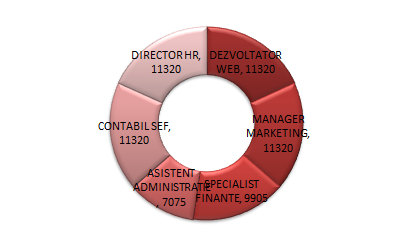 DIRECTOR HR,
11320
DEZVOLTATOR
WEB, 11320
MANAGER
MARKETING,
11320
SPECIALIST
FINANTE, 9905
ASISTENT
ADMINISTRATIE
, 7075
CONTABIL SEF,
11320